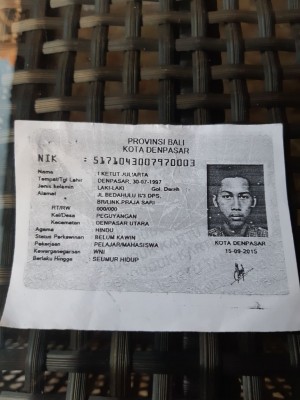 PROVINSI BALI
KOTA DENPASAR
NIK : 5171043007970003
Nama : I KETUT JULIARTA
Tempat/Tgl Lahir : DENPASAR, 30-07-1997
Jenis kelamin : LAKI-LAKI Gol. Darah
Alamat : JL BEDAHULU II/3 DPS.
BR/LINK.PRAJA SARI
RT/RW : 000/000
Kel/Desa : PEGUYANGAN
Kecamatan : DENPASAR UTARA
Agama : HINDU
Status Perkawinan : BELUM KAWIN
Pekerjaan : PELAJAR/MAHASISWA
Kewarganegaraan : WNI
Berlaku Hingga : SEUMUR HIDUP
KOTA DENPASAR
15-09-2015